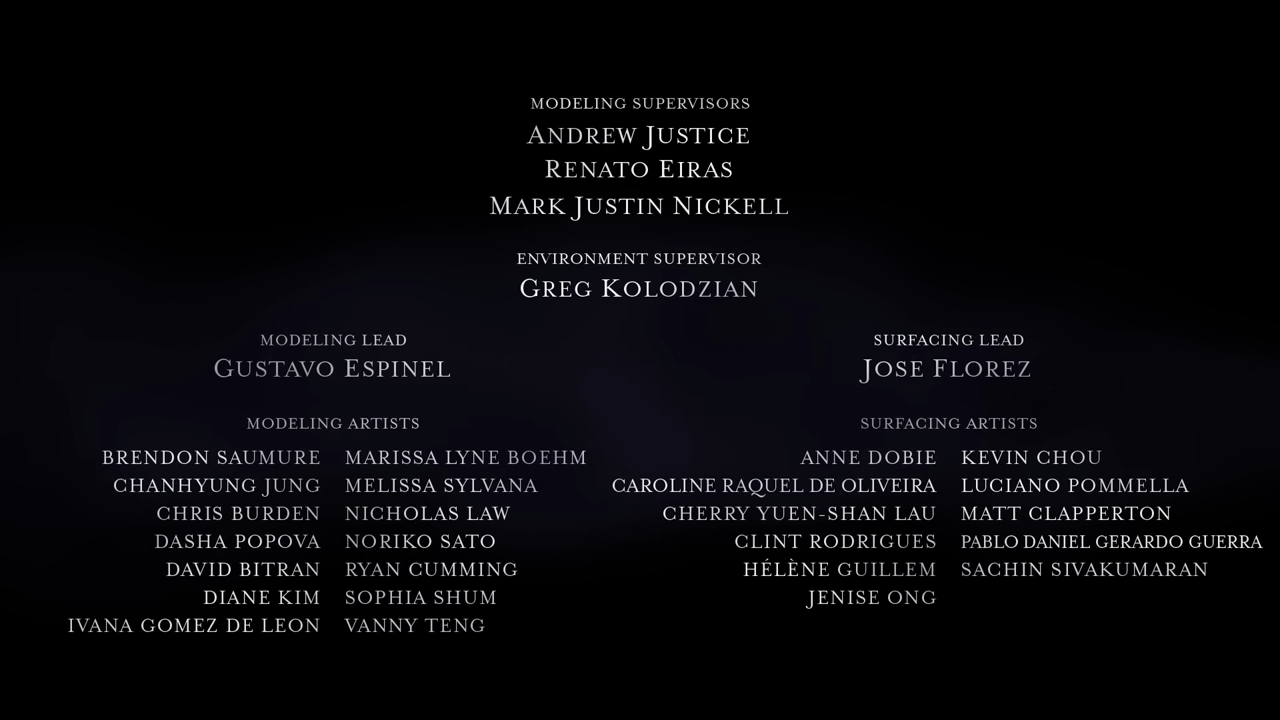 MODELING SUPERVISORS
ANDREW JUSTICE
RENATO EIRAS
MARK JUSTIN NICKELL
ENVIRONMENT SUPERVISOR
GREG KOLODZIAN
MODELING LEAD
GUSTAVO ESPINEL
MODELING ARTISTS
BRENDON SAUMURE MARISSA LYNE BOEHM
CHANHYUNG JUNG MELISSA SYLVANA
CHRIS BURDEN NICHOLAS LAW
DASHA POPOVA NORIKO SATO
DAVID BITRAN RYAN CUMMING
DIANE KIM SOPHIA SHUM
IVANA GOMEZ DE LEON VANNY TENG
SURFACING LEAD
JOSE FLOREZ
SURFACING ARTISTS
ANNE DOBIE KEVIN CHOU
CAROLINE RAQUEL DE OLIVEIRA LUCIANO POMMELLA
CHERRY YUEN-SHAN LAU MATT CLAPPERTON
CLINT RODRIGUES PABLO DANIEL GERARDO GUERRA
HÉLÈNE GUILLEM SACHIN SIVAKUMARAN
JENISE ONG